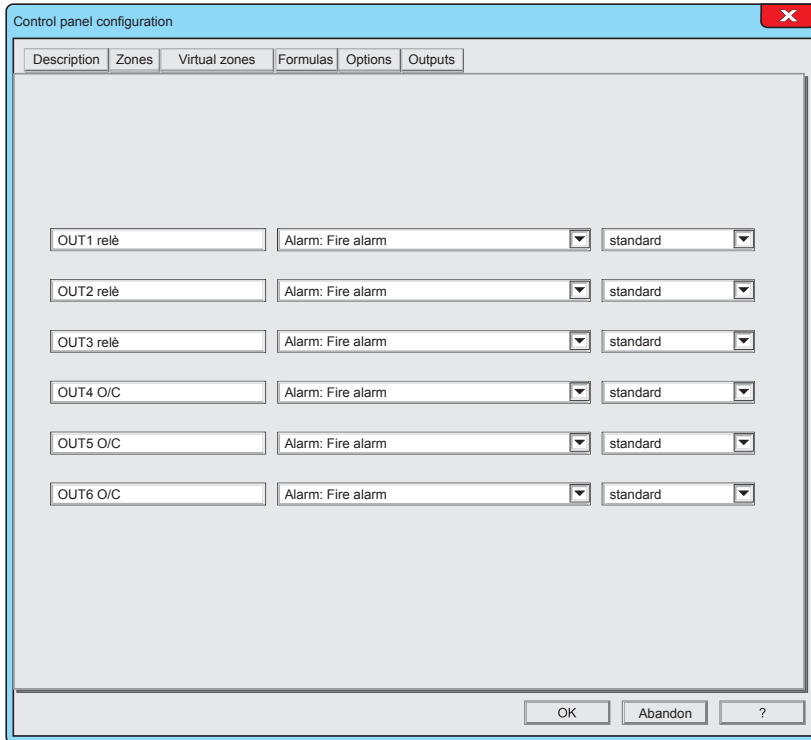 Control panel configuration
Description Zones Virtual zones Formulas Options Outputs
OUT1 relè Alarm: Fire alarm standard
OUT2 relè Alarm: Fire alarm standard
OUT3 relè Alarm: Fire alarm standard
OUT4 O/C Alarm: Fire alarm standard
OUT5 O/C Alarm: Fire alarm standard
OUT6 O/C Alarm: Fire alarm standard
OK Abandon ?